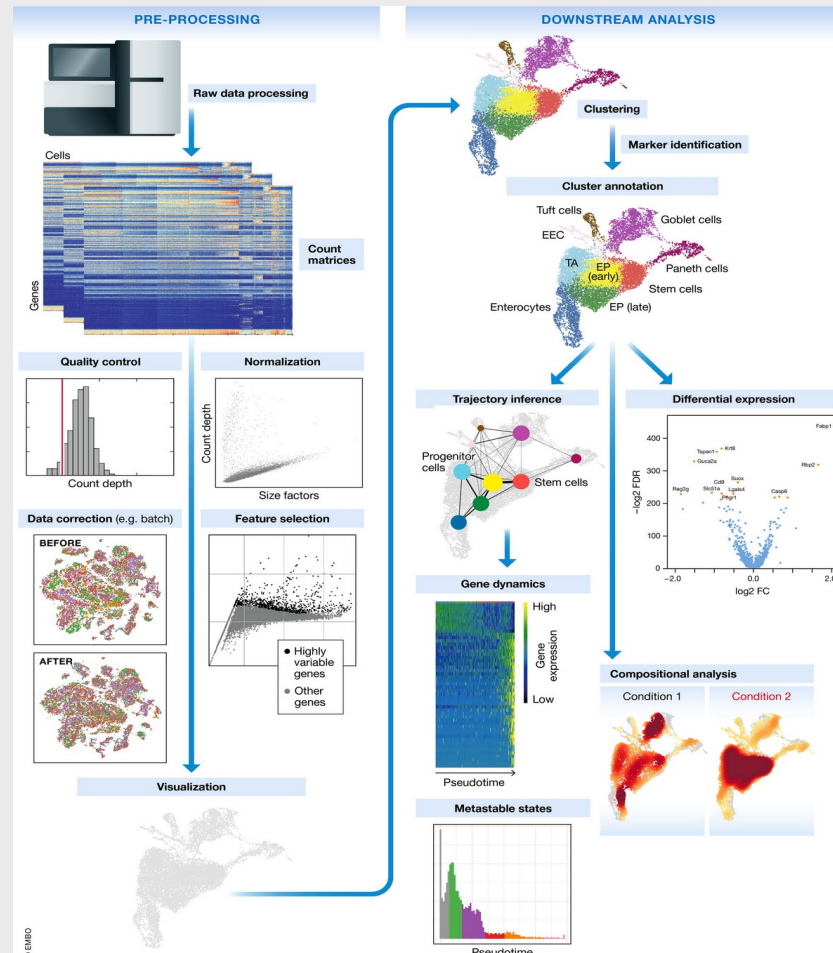 PRE-PROCESSING
Raw data processing
Cells
Genes
Count
matrices
Quality control
Count depth
Normalization
Count depth
Size factors
Data correction (e.g. batch)
BEFORE
AFTER
Feature selection
Highly
variable
genes
Other
genes
Visualization
EMBO
DOWNSTREAM ANALYSIS
Clustering
Marker identification
Cluster annotation
Tuft cells
Goblet cells
EEC
TA
EP
(early)
Paneth cells
Stem cells
Enterocytes
EP (late)
Trajectory inference
Progenitor
cells
Stem cells
Gene dynamics
High
Gene
expression
Low
Pseudotime
Metastable states
Pseudotime
Differential expression
Fabp1
400
Tspan1
Krt8
Guca2a
Rbp2
300
Suox
Cd9
Reg3g
Slc51a
Lgals4
Casp6
200
Pftgr1
100
0
−log2 FDR
−2.0
0.0
2.0
log2 FC
Compositional analysis
Condition 1
Condition 2